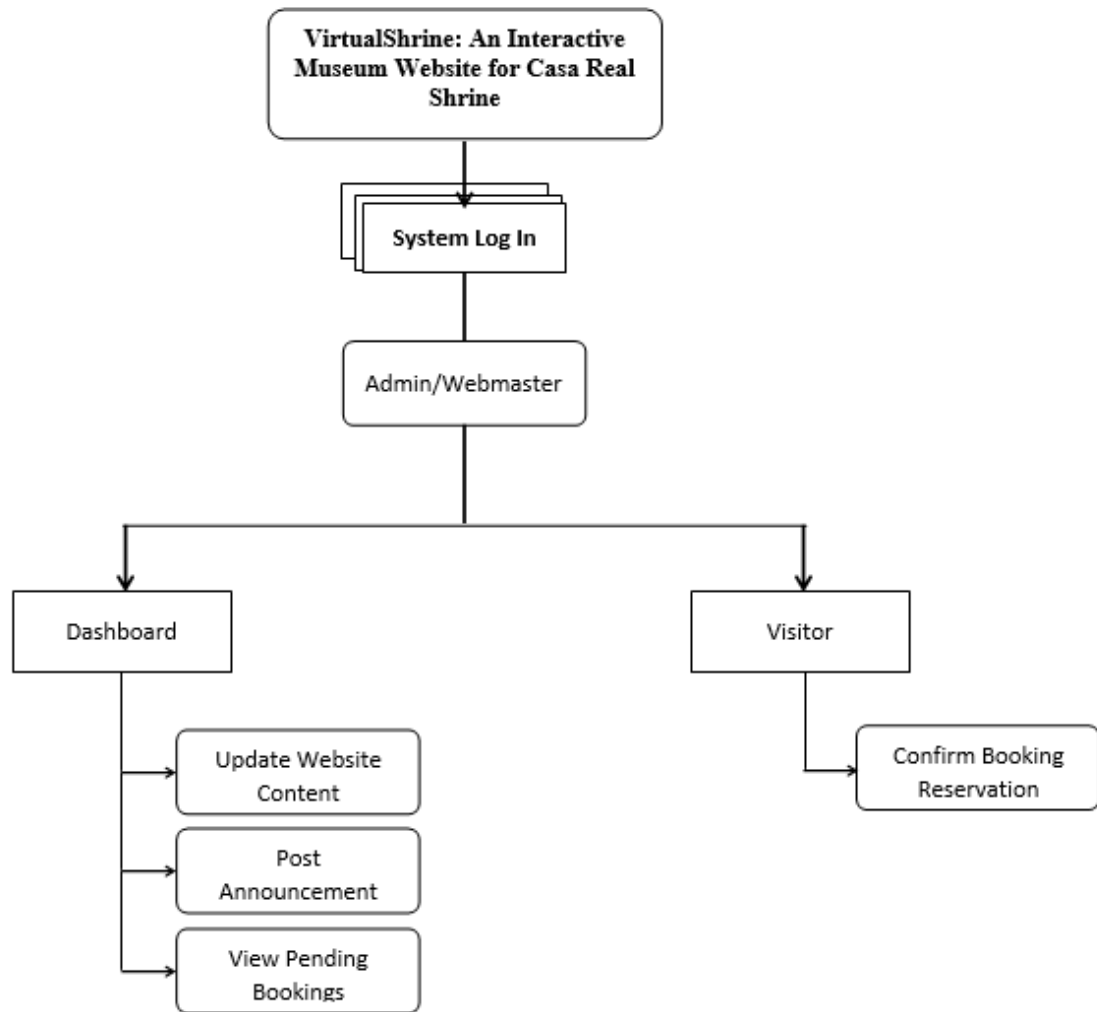 VirtualShrine: An Interactive
Museum Website for Casa Real
Shrine
System Log In
Admin/Webmaster
Dashboard
Visitor
Update Website
Content
Confirm Booking
Reservation
Post
Announcement
View Pending
Bookings